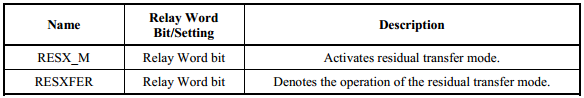 Name Relay Word Bit/Setting Description
RESX_M Relay Word bit Activates residual transfer mode.
RESXFER Relay Word bit Denotes the operation of the residual transfer mode.